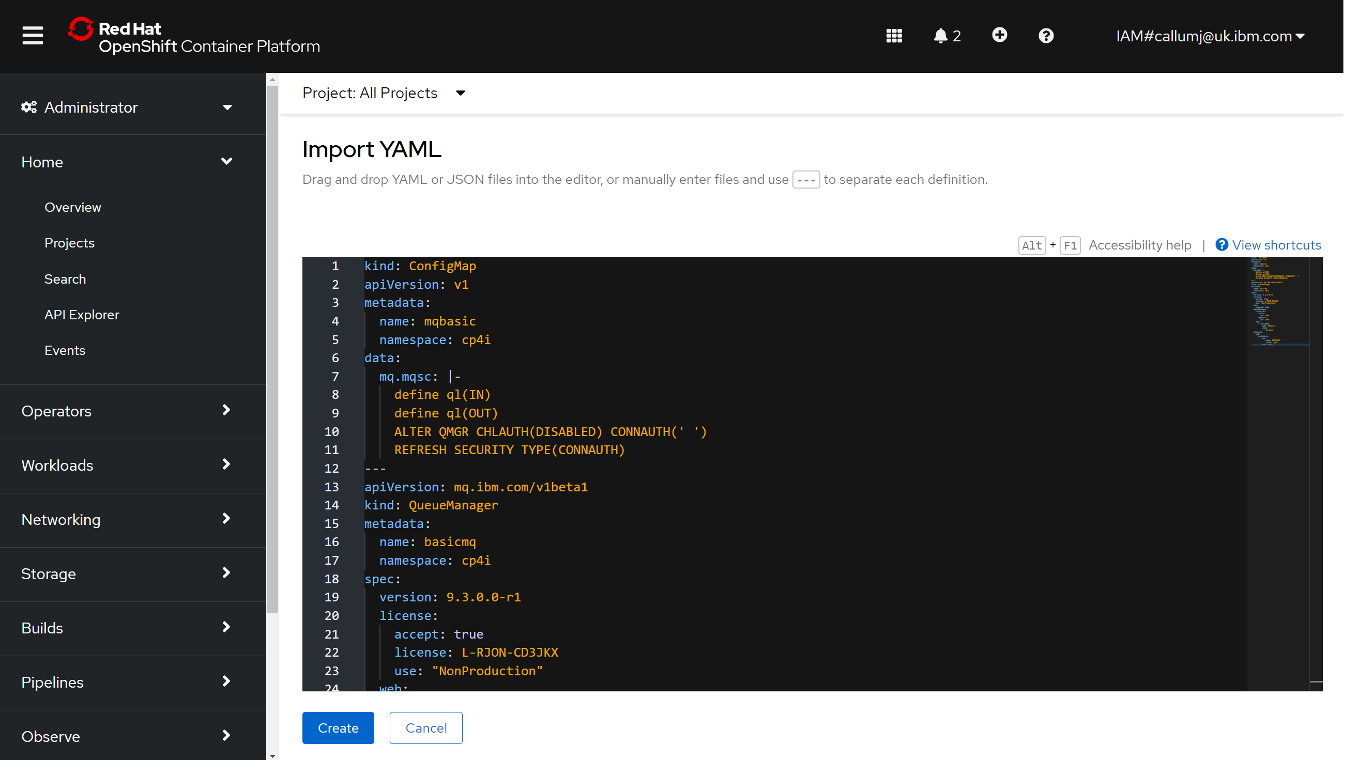 Red Hat
OpenShift Container Platform
2
IAM#callumj@uk.ibm.com
Administrator
Home
Overview
Projects
Search
API Explorer
Events
Operators
Workloads
Networking
Storage
Builds
Pipelines
Observe
Project: All Projects
Import YAML
Drag and drop YAML or JSON files into the editor, or manually enter files and use --- to separate each definition.
Alt + F1 Accessibility help | View shortcuts
1 kind: ConfigMap
2 apiVersion: v1
3 metadata:
4 name: mqbasic
5 namespace: cp4i
6 data:
7 mq.mqsc: |-
8 define ql(IN)
9 define ql(OUT)
10 ALTER QMGR CHLAUTH(DISABLED) CONNAUTH(' ')
11 REFRESH SECURITY TYPE(CONNAUTH)
12 ---
13 apiVersion: mq.ibm.com/v1beta1
14 kind: QueueManager
15 metadata:
16 name: basicmq
17 namespace: cp4i
18 spec:
19 version: 9.3.0.0-r1
20 license:
21 accept: true
22 license: L-RJON-CD3JKX
23 use: "NonProduction"
24 web:
Create
Cancel